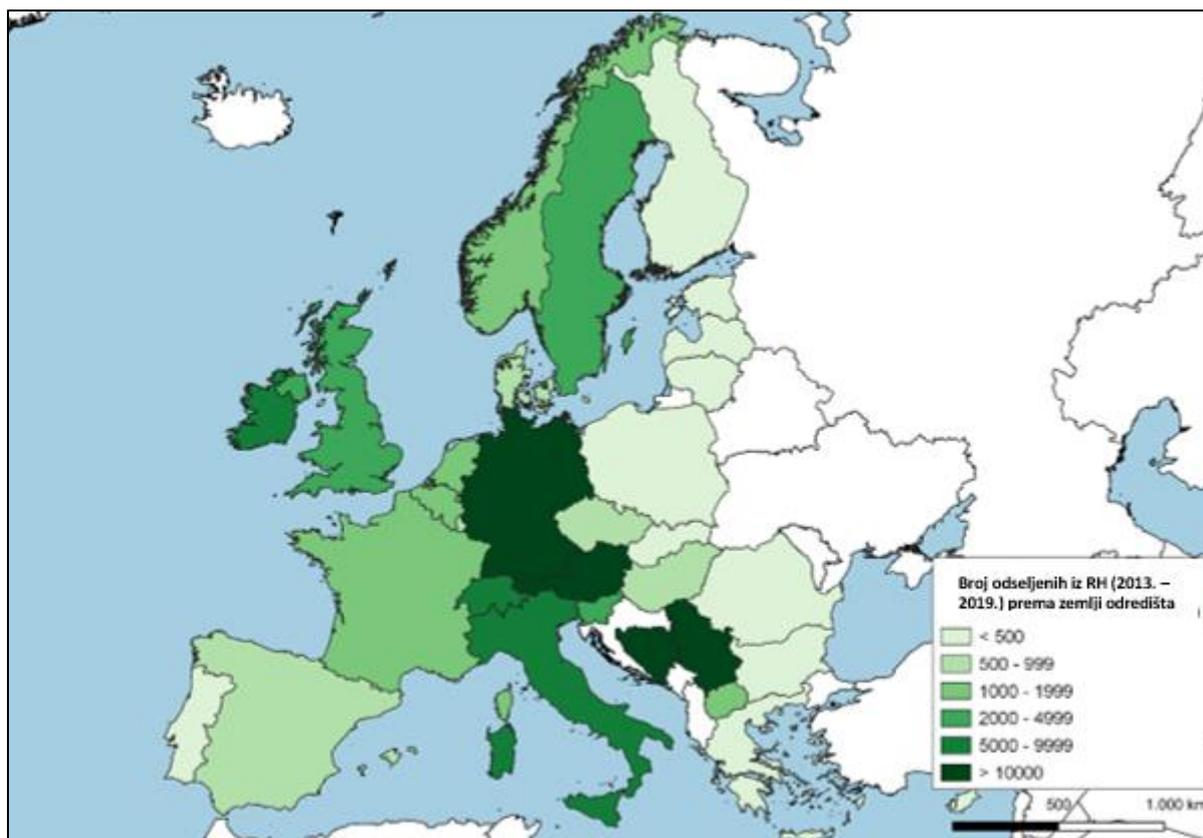 Broj odseljenih iz RH (2013. –
2019.) prema zemlji odredišta
< 500
500 - 999
1000 - 1999
2000 - 4999
5000 - 9999
> 10000
500 1.000 km